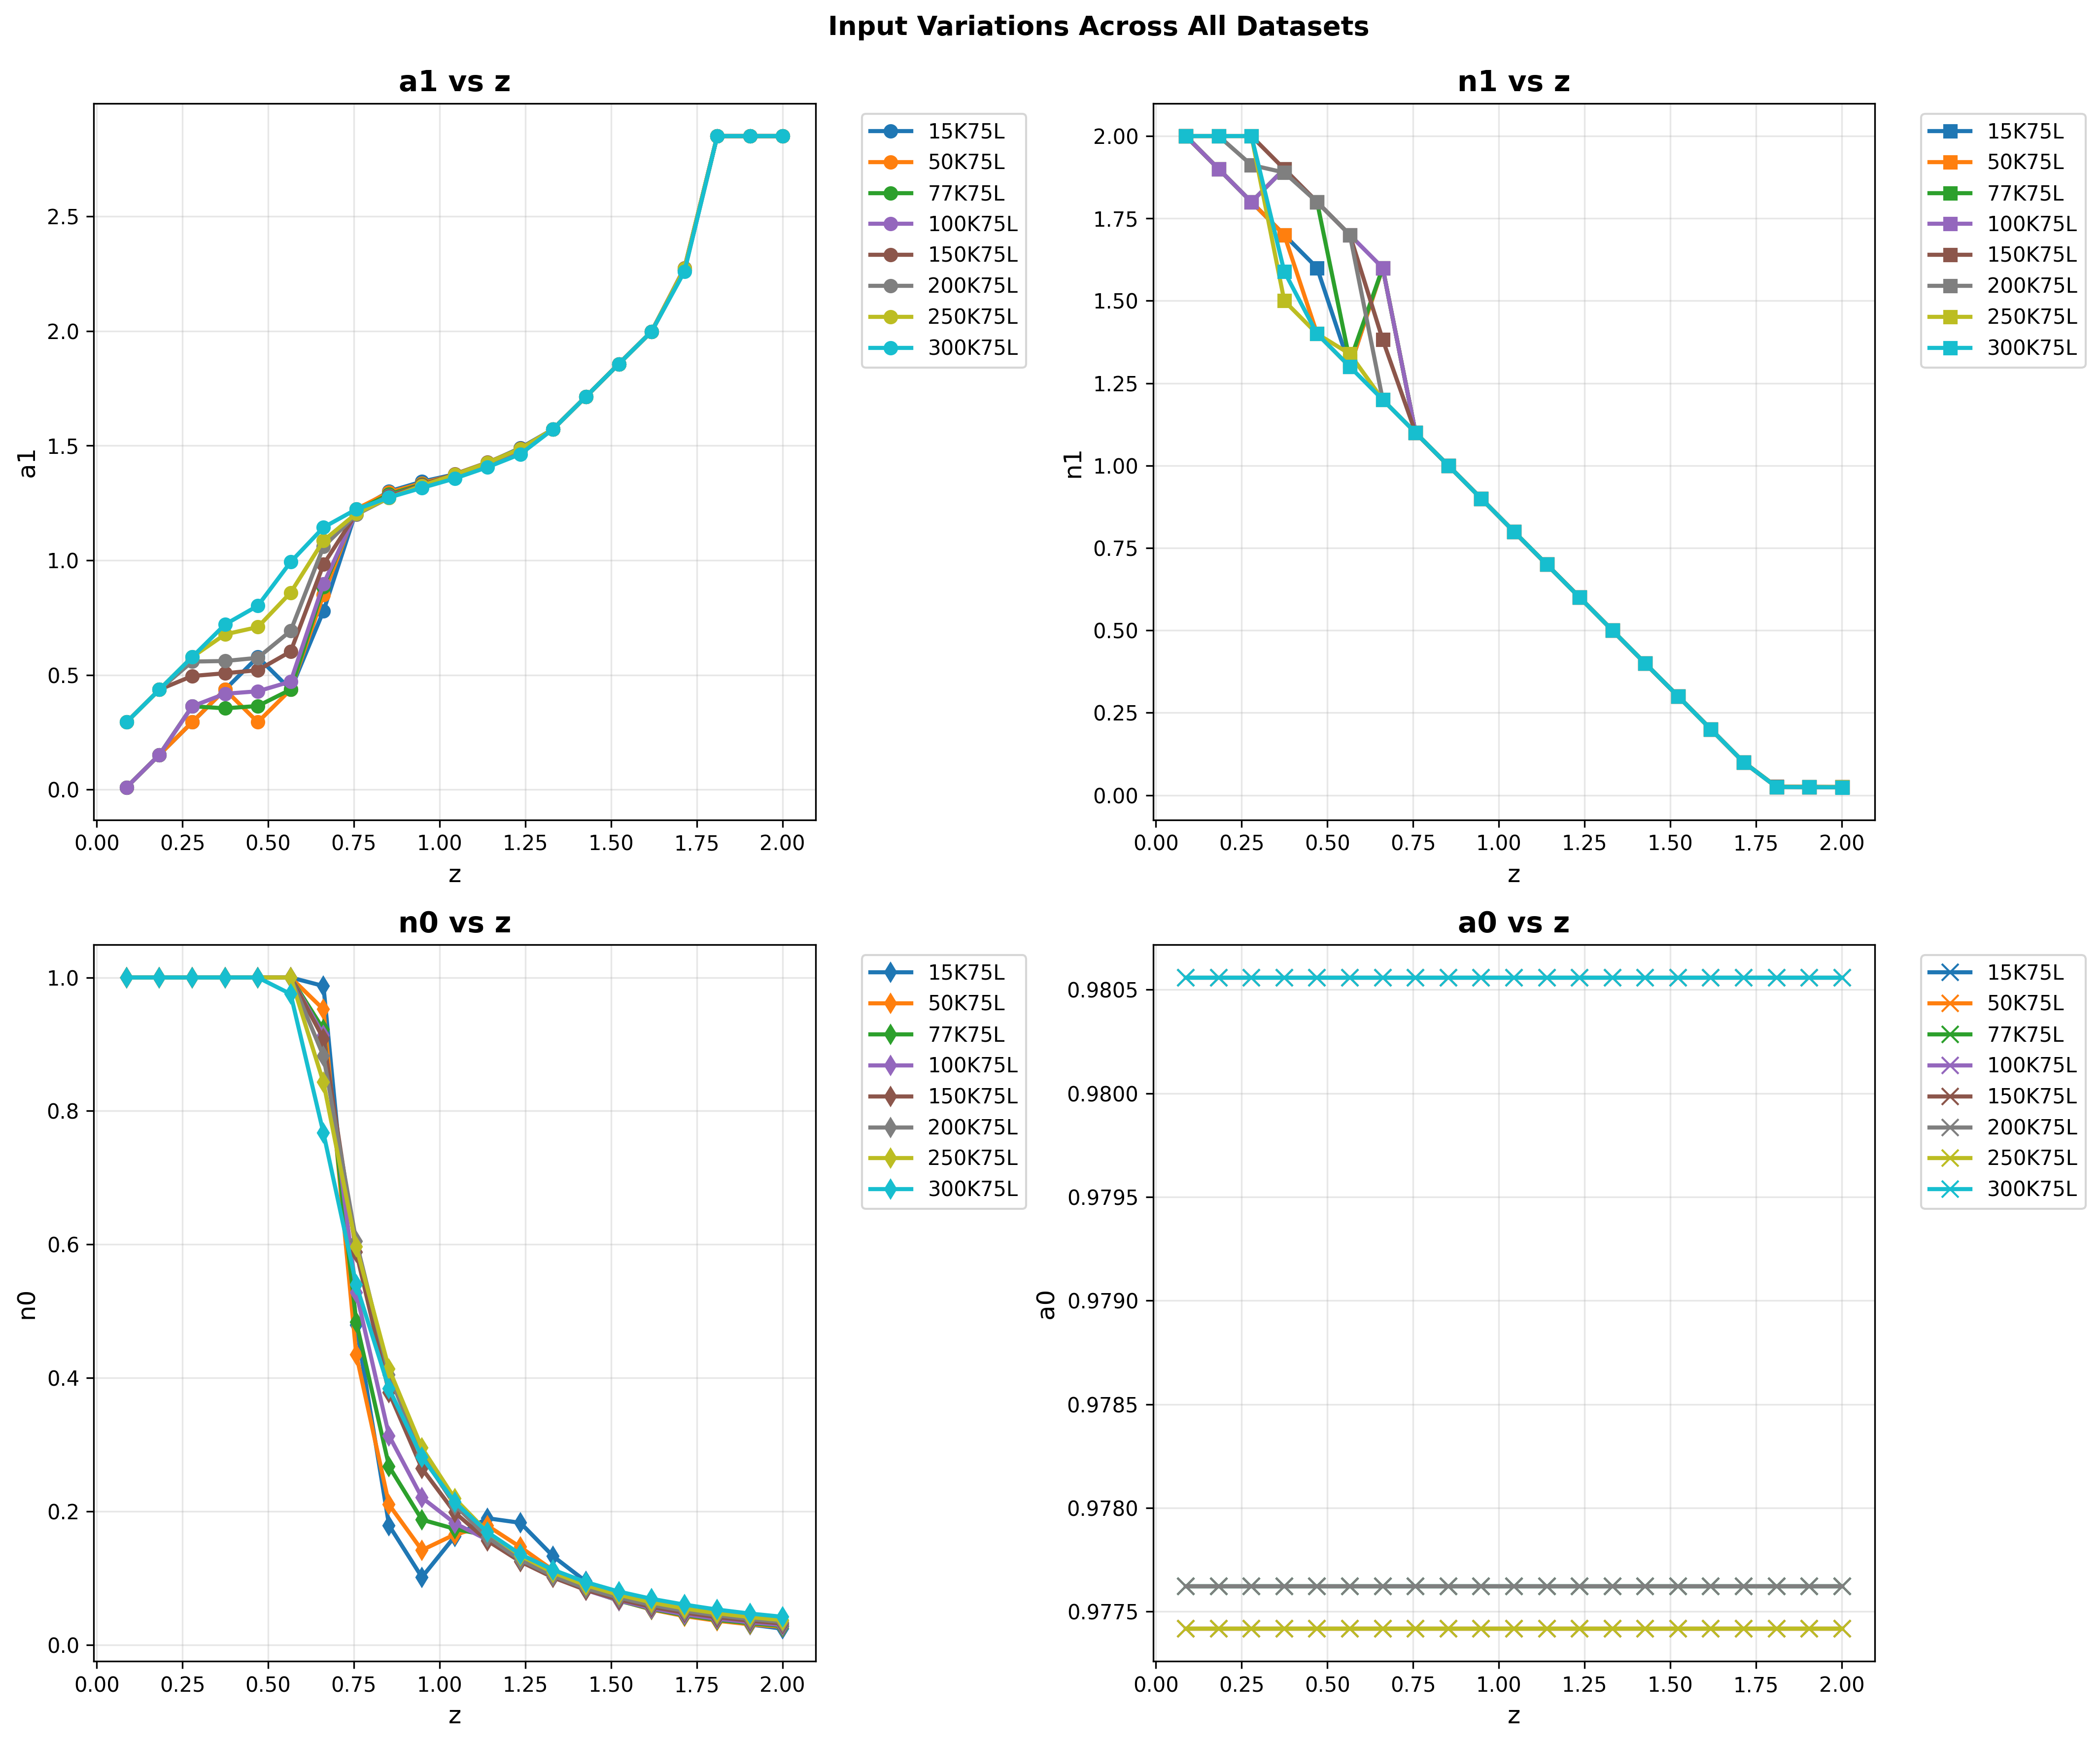 Input Variations Across All Datasets
a1 vs z
2.5
2.0
1.5
1.0
0.5
0.0
a1
0.00 0.25 0.50 0.75 1.00 1.25 1.50 1.75 2.00
z
15K75L
50K75L
77K75L
100K75L
150K75L
200K75L
250K75L
300K75L
n1 vs z
2.00
1.75
1.50
1.25
1.00
0.75
0.50
0.25
0.00
n1
0.00 0.25 0.50 0.75 1.00 1.25 1.50 1.75 2.00
z
15K75L
50K75L
77K75L
100K75L
150K75L
200K75L
250K75L
300K75L
n0 vs z
1.0
0.8
0.6
0.4
0.2
0.0
n0
0.00 0.25 0.50 0.75 1.00 1.25 1.50 1.75 2.00
z
15K75L
50K75L
77K75L
100K75L
150K75L
200K75L
250K75L
300K75L
a0 vs z
0.9805
0.9800
0.9795
0.9790
0.9785
0.9780
0.9775
a0
0.00 0.25 0.50 0.75 1.00 1.25 1.50 1.75 2.00
z
15K75L
50K75L
77K75L
100K75L
150K75L
200K75L
250K75L
300K75L